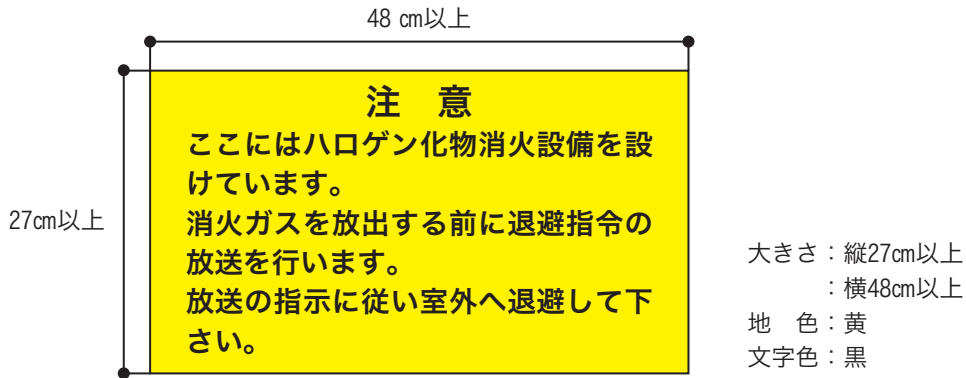 48 ㎝以上
27㎝以上
注　意
ここにはハロゲン化物消火設備を設
けています。
消火ガスを放出する前に退避指令の
放送を行います。
放送の指示に従い室外へ退避して下
さい。
大きさ：縦27㎝以上
：横48㎝以上
地　色：黄
文字色：黒